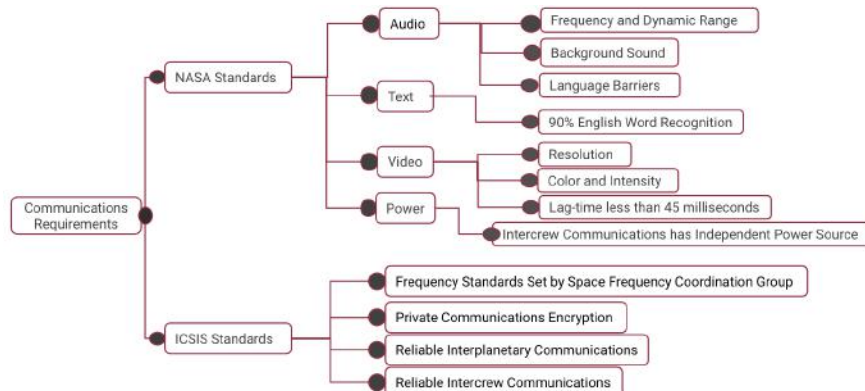 Communications
Requirements
NASA Standards
Audio
Frequency and Dynamic Range
Background Sound
Language Barriers
Text
90% English Word Recognition
Video
Resolution
Color and Intensity
Lag-time less than 45 milliseconds
Power
Intercrew Communications has Independent Power Source
ICSIS Standards
Frequency Standards Set by Space Frequency Coordination Group
Private Communications Encryption
Reliable Interplanetary Communications
Reliable Intercrew Communications